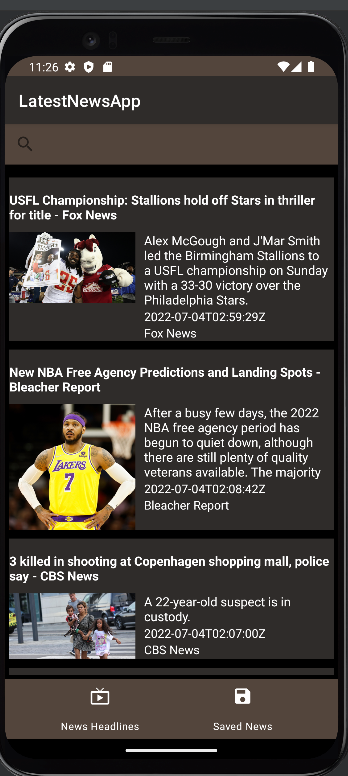 11:26
LatestNewsApp
USFL Championship: Stallions hold off Stars in thriller
for title - Fox News
Alex McGough and J'Mar Smith
led the Birmingham Stallions to
a USFL championship on Sunday
with a 33-30 victory over the
Philadelphia Stars.
2022-07-04T02:59:29Z
Fox News
New NBA Free Agency Predictions and Landing Spots -
Bleacher Report
LAKERS
7
After a busy few days, the 2022
NBA free agency period has
begun to quiet down, although
there are still plenty of quality
veterans available. The majority
2022-07-04T02:08:42Z
Bleacher Report
3 killed in shooting at Copenhagen shopping mall, police
say - CBS News
A 22-year-old suspect is in
custody.
2022-07-04T02:07:00Z
CBS News
News Headlines
Saved News